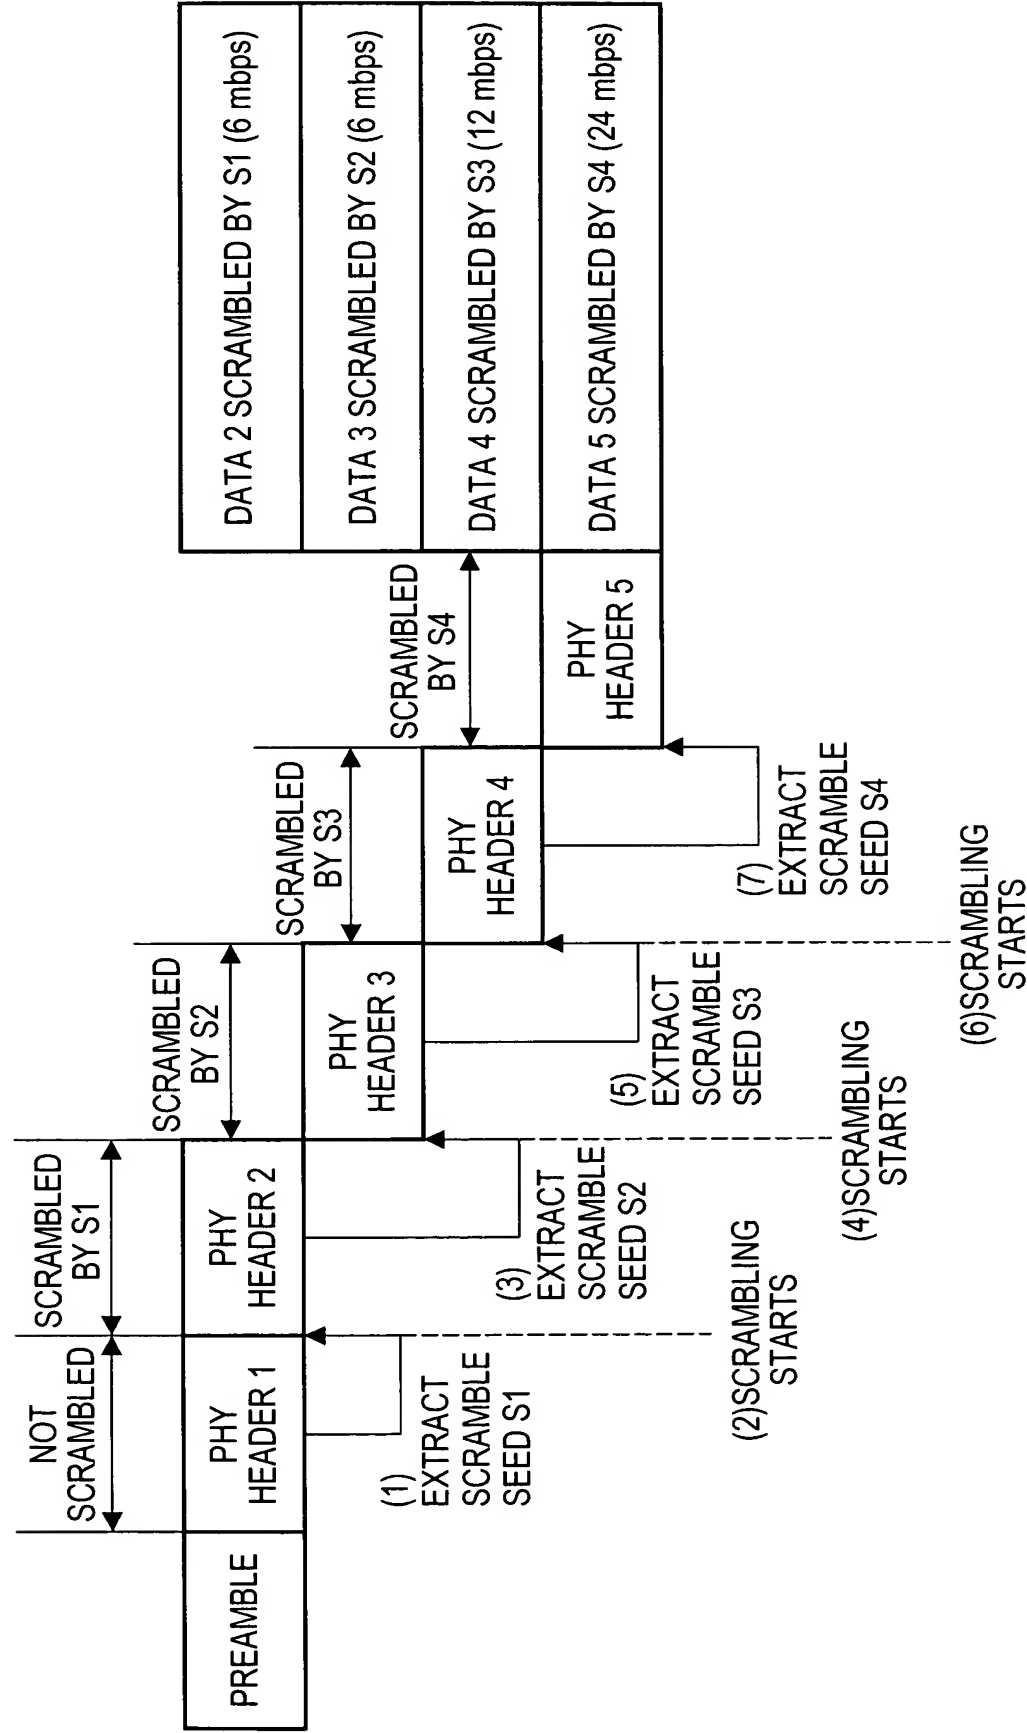 NOT
SCRAMBLED
SCRAMBLED
BY S1
SCRAMBLED
BY S2
SCRAMBLED
BY S3
SCRAMBLED
BY S4
PREAMBLE
PHY
HEADER 1
PHY
HEADER 2
PHY
HEADER 3
PHY
HEADER 4
PHY
HEADER 5
DATA 2 SCRAMBLED BY S1 (6 mbps)
DATA 3 SCRAMBLED BY S2 (6 mbps)
DATA 4 SCRAMBLED BY S3 (12 mbps)
DATA 5 SCRAMBLED BY S4 (24 mbps)
(1)
EXTRACT
SCRAMBLE
SEED S1
(2)SCRAMBLING
STARTS
(3)
EXTRACT
SCRAMBLE
SEED S2
(4)SCRAMBLING
STARTS
(5)
EXTRACT
SCRAMBLE
SEED S3
(6)SCRAMBLING
STARTS
(7)
EXTRACT
SCRAMBLE
SEED S4